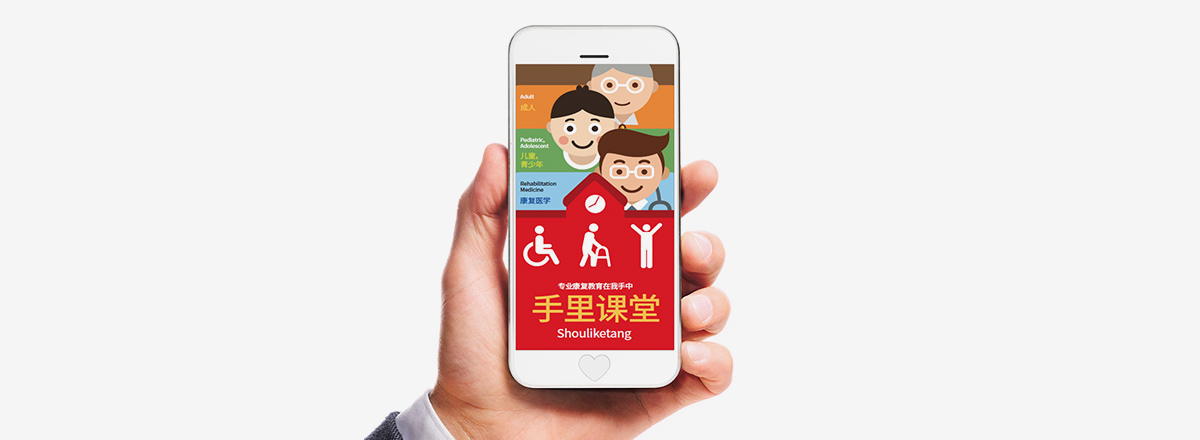 Adult
成人
Pediatric,
Adolescent
儿童,
青少年
Rehabilitation
Medicine
康复医学
专业康复教育在我手中
手里课堂
Shouliketang